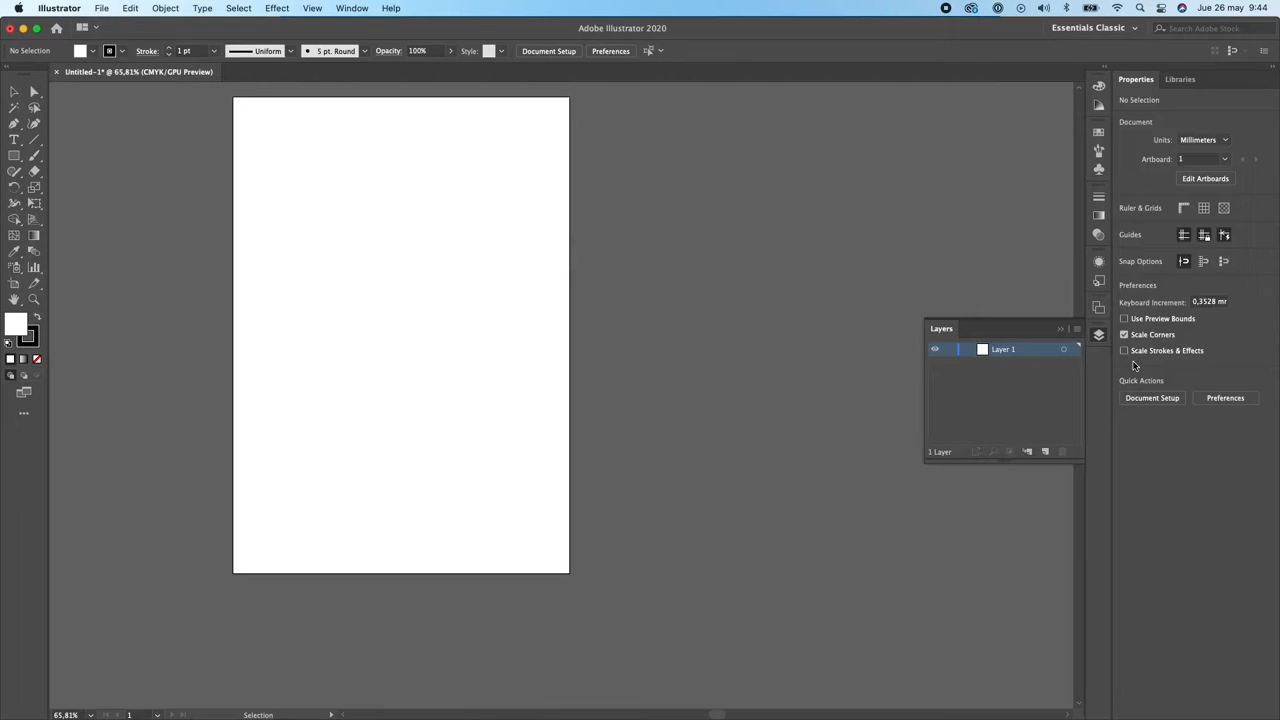 Illustrator File Edit Object Type Select Effect View Window Help Jue 26 may 9:44
Adobe Illustrator 2020 Essentials Classic Search Adobe Stock
No Selection Stroke: 1 pt Uniform 5 pt. Round Opacity: 100% Style: Document Setup Preferences
Untitled-1* @ 65,81% (CMYK/GPU Preview)
Properties Libraries
No Selection
Document
Units: Millimeters
Artboard: 1
Edit Artboards
Ruler & Grids
Guides
Snap Options
Preferences
Keyboard Increment: 0,3528 mr
Use Preview Bounds
Scale Corners
Scale Strokes & Effects
Quick Actions
Document Setup Preferences
Layers
Layer 1
1 Layer
65,81% 1 Selection